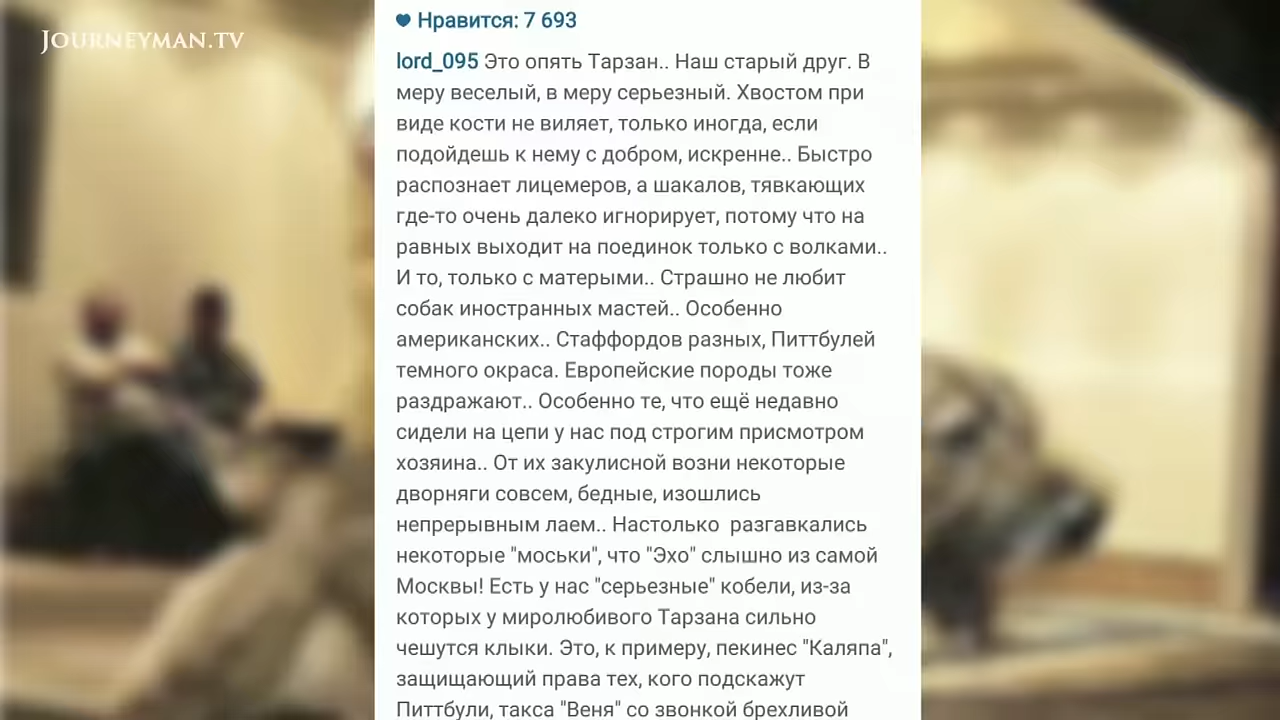 JOURNEYMAN.TV
Нравится: 7 693
lord_095 Это опять Тарзан.. Наш старый друг. В
меру веселый, в меру серьезный. Хвостом при
виде кости не виляет, только иногда, если
подойдешь к нему с добром, искренне.. Быстро
распознает лицемеров, а шакалов, тявкающих
где-то очень далеко игнорирует, потому что на
равных выходит на поединок только с волками..
И то, только с матерыми.. Страшно не любит
собак иностранных мастей.. Особенно
американских.. Стаффордов разных, Питтбулей
темного окраса. Европейские породы тоже
раздражают.. Особенно те, что ещё недавно
сидели на цепи у нас под строгим присмотром
хозяина.. От их закулисной возни некоторые
дворняги совсем, бедные, изошлись
непрерывным лаем.. Настолько  разгавкались
некоторые "моськи", что "Эхо" слышно из самой
Москвы! Есть у нас "серьезные" кобели, из-за
которых у миролюбивого Тарзана сильно
чешутся клыки. Это, к примеру, пекинес "Каляпа",
защищающий права тех, кого подскажут
Питтбули, такса "Веня" со звонкой брехливой